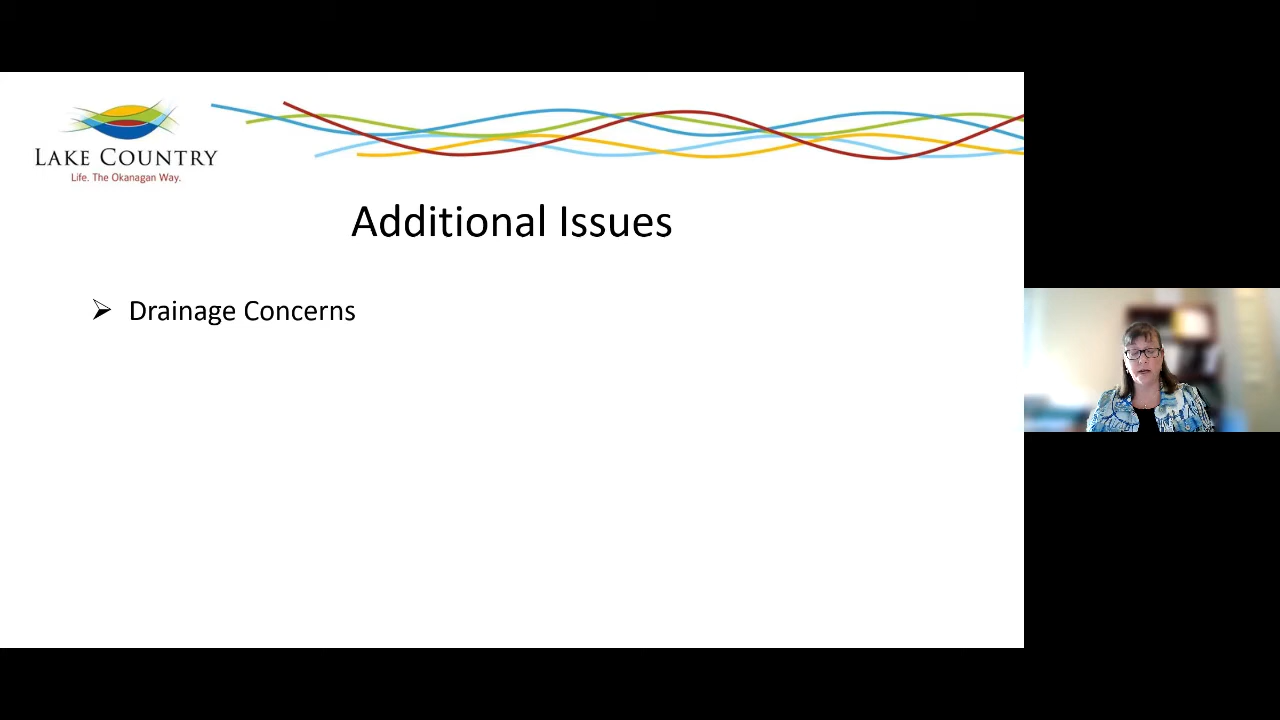 LAKE COUNTRY
Life. The Okanagan Way.
Additional Issues
Drainage Concerns